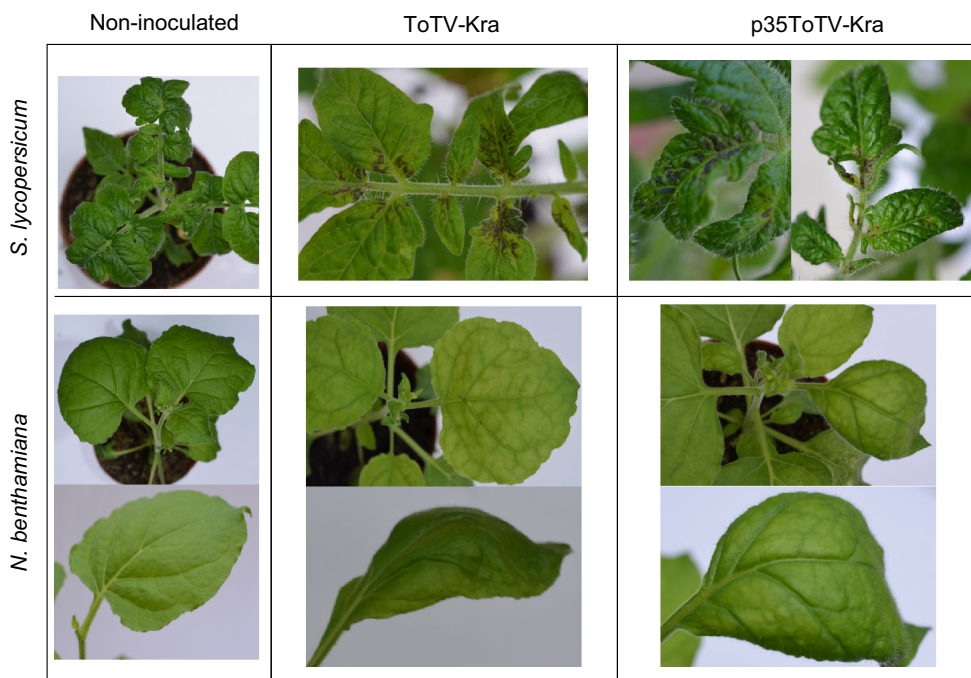 Non-inoculated
ToTV-Kra
p35ToTV-Kra
S. lycopersicum
N. benthamiana